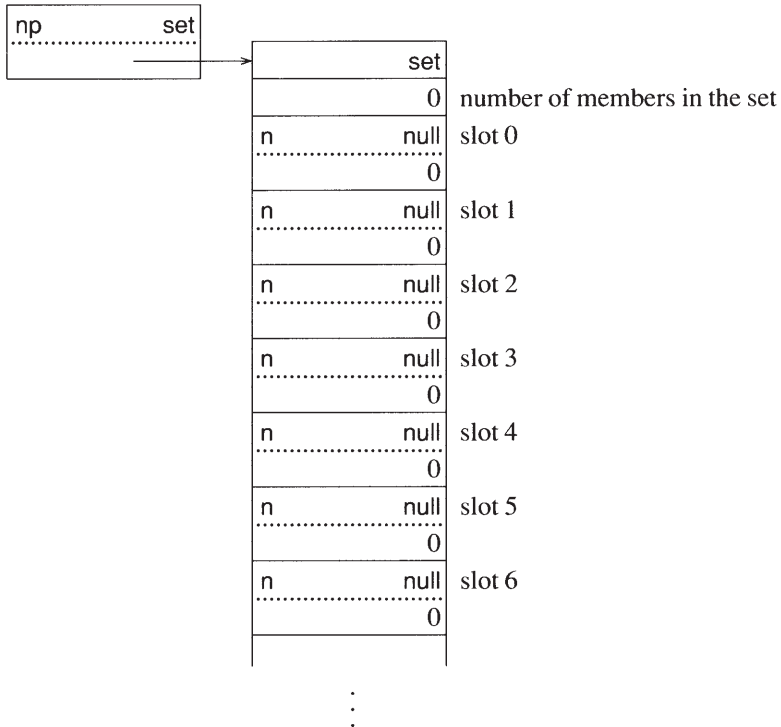 np set
set
0 number of members in the set
n null slot 0
0
n null slot 1
0
n null slot 2
0
n null slot 3
0
n null slot 4
0
n null slot 5
0
n null slot 6
0